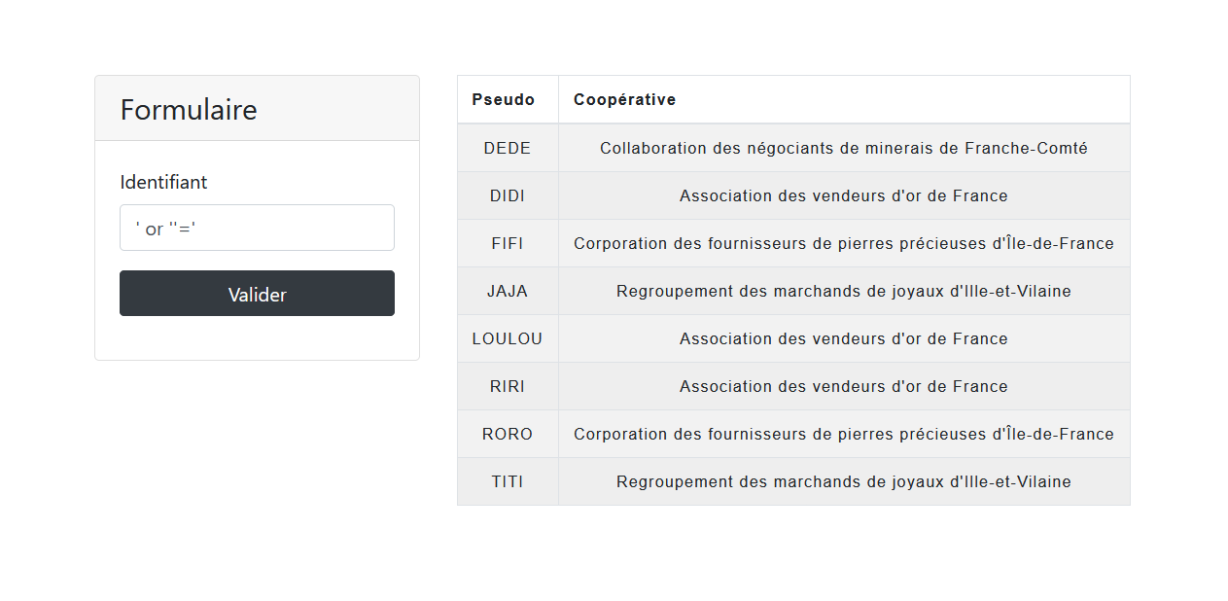 Formulaire
Identifiant
' or ''='
Valider
Pseudo Coopérative
DEDE Collaboration des négociants de minerais de Franche-Comté
DIDI Association des vendeurs d'or de France
FIFI Corporation des fournisseurs de pierres précieuses d'Île-de-France
JAJA Regroupement des marchands de joyaux d'Ille-et-Vilaine
LOULOU Association des vendeurs d'or de France
RIRI Association des vendeurs d'or de France
RORO Corporation des fournisseurs de pierres précieuses d'Île-de-France
TITI Regroupement des marchands de joyaux d'Ille-et-Vilaine